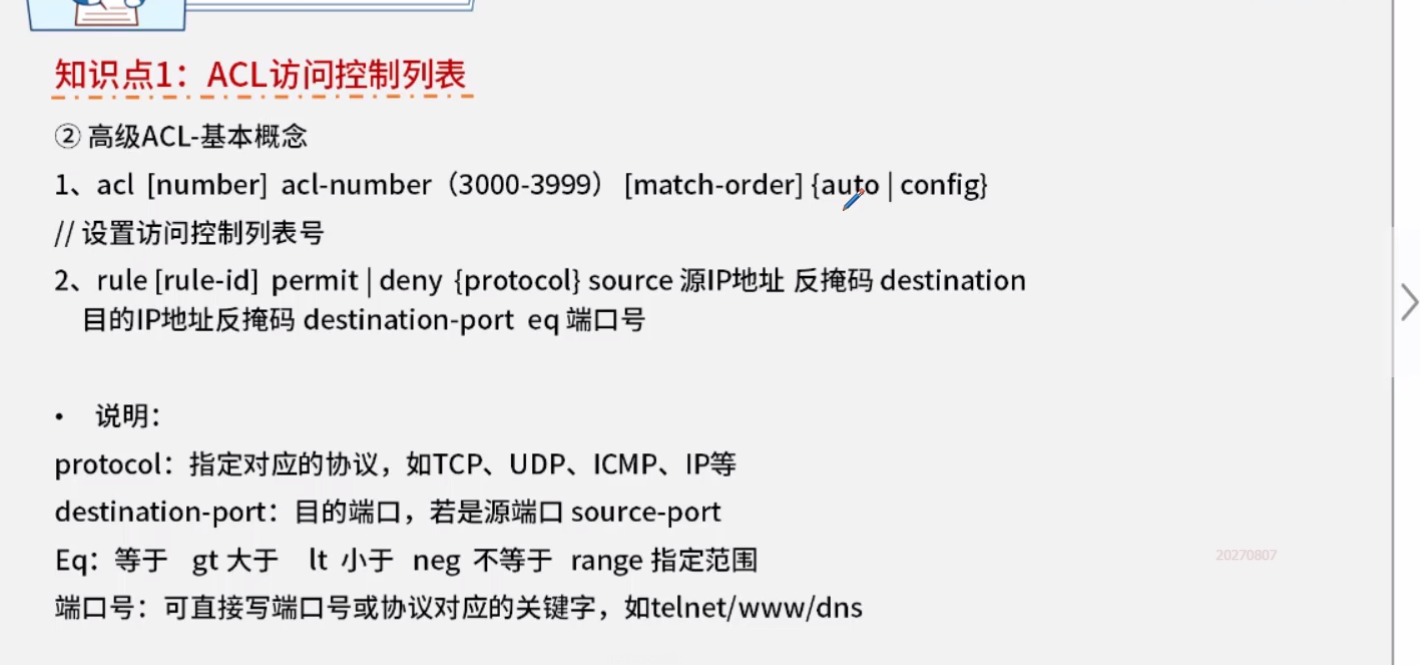 知识点1：ACL访问控制列表
② 高级ACL-基本概念
1、acl [number] acl-number（3000-3999） [match-order] {auto | config}
// 设置访问控制列表号
2、rule [rule-id] permit | deny {protocol} source 源IP地址 反掩码 destination
目的IP地址反掩码 destination-port eq 端口号
• 说明：
protocol：指定对应的协议，如TCP、UDP、ICMP、IP等
destination-port：目的端口，若是源端口 source-port
Eq：等于 gt 大于 lt 小于 neg 不等于 range 指定范围
20270807
端口号：可直接写端口号或协议对应的关键字，如telnet/www/dns